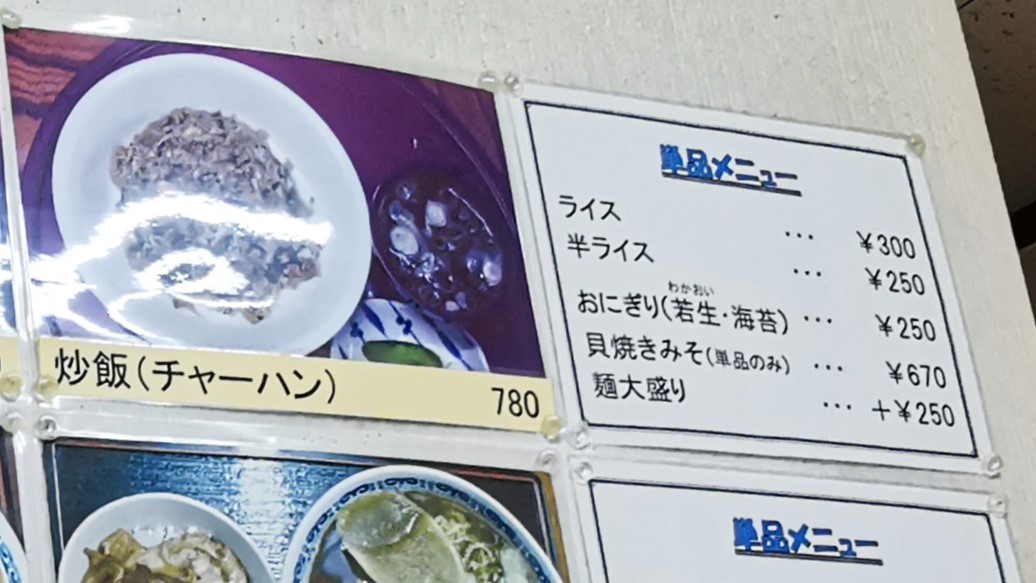 炒飯(チャーハン) 780
単品メニュー
ライス … ¥300
半ライス … ¥250
わかおい
おにぎり(若生・海苔) … ¥250
貝焼きみそ(単品のみ) … ¥670
麺大盛り … +¥250
単品メニュー